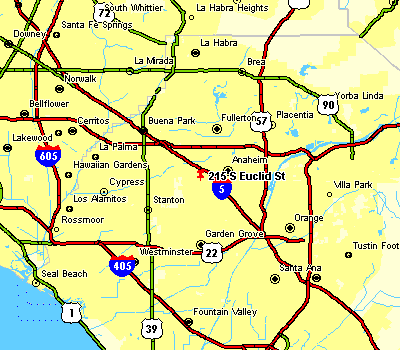 South Whittier
La Habra Heights
72
Santa Fe Springs
Downey
La Habra
La Mirada
Brea
Norwalk
Yorba Linda
90
Bellflower
Cerritos
Buena Park
Fullerton
57
Placentia
Lakewood
La Palma
605
Hawaiian Gardens
Anaheim
215 S Euclid St
Cypress
5
Villa Park
Los Alamitos
Stanton
Rossmoor
Orange
Garden Grove
Westminster
22
Tustin Foot
405
Seal Beach
Santa Ana
1
39
Fountain Valley